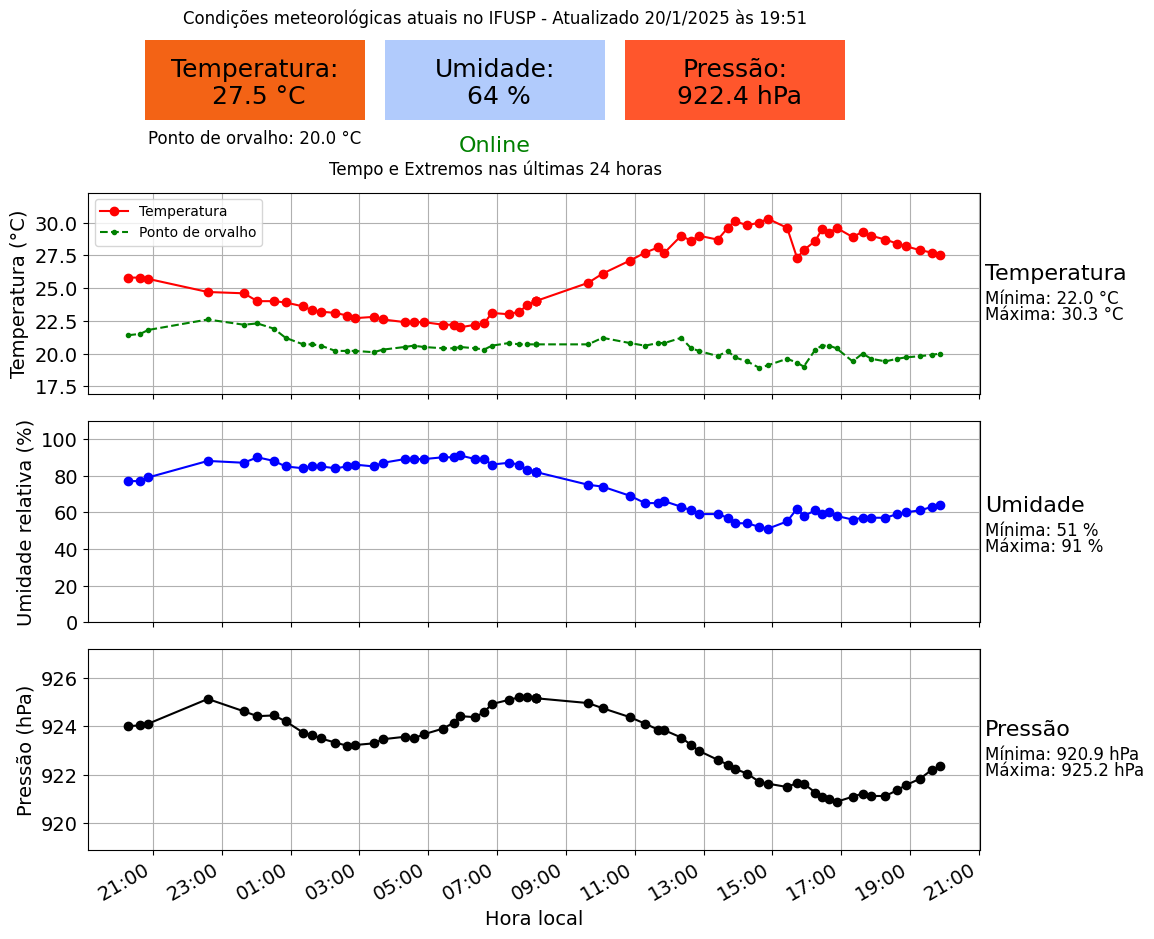 Condições meteorológicas atuais no IFUSP - Atualizado 20/1/2025 às 19:51
Temperatura:
27.5 °C
Umidade:
64 %
Pressão:
922.4 hPa
Ponto de orvalho: 20.0 °C
Online
Tempo e Extremos nas últimas 24 horas
Temperatura (°C)
30.0
27.5
25.0
22.5
20.0
17.5
Temperatura
Ponto de orvalho
Temperatura
Mínima: 22.0 °C
Máxima: 30.3 °C
Umidade relativa (%)
100
80
60
40
20
0
Umidade
Mínima: 51 %
Máxima: 91 %
Pressão (hPa)
926
924
922
920
Pressão
Mínima: 920.9 hPa
Máxima: 925.2 hPa
21:00 23:00 01:00 03:00 05:00 07:00 09:00 11:00 13:00 15:00 17:00 19:00 21:00
Hora local